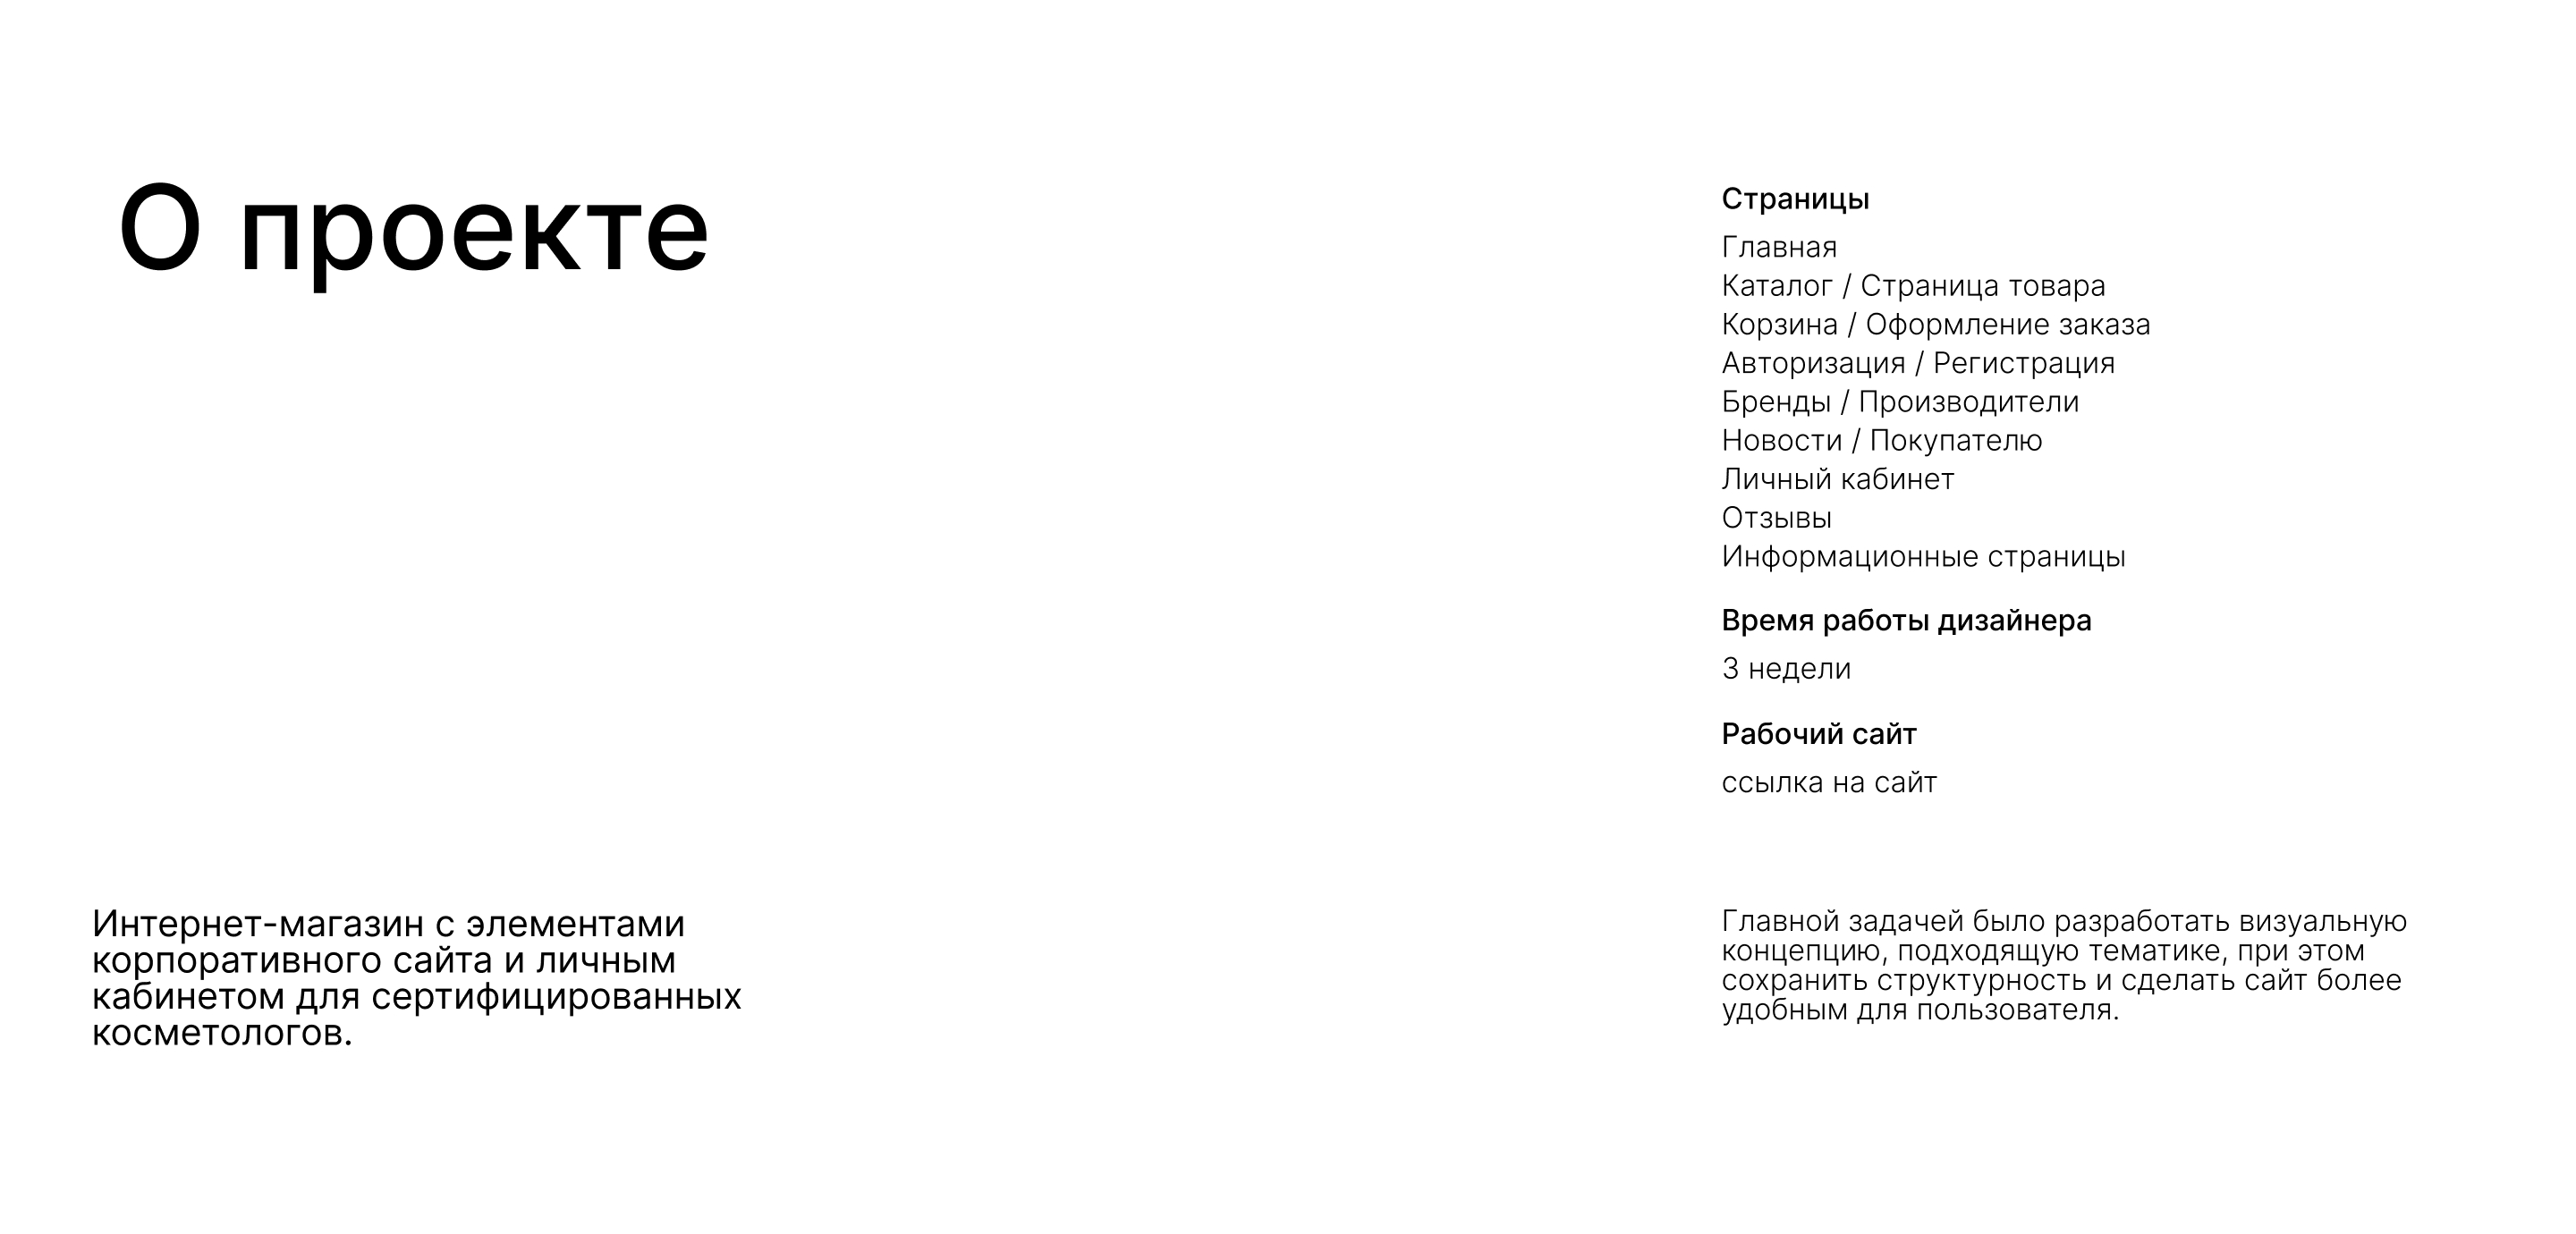 О проекте
Интернет-магазин с элементами
корпоративного сайта и личным
кабинетом для сертифицированных
косметологов.
Страницы
Главная
Каталог / Страница товара
Корзина / Оформление заказа
Авторизация / Регистрация
Бренды / Производители
Новости / Покупателю
Личный кабинет
Отзывы
Информационные страницы
Время работы дизайнера
3 недели
Рабочий сайт
ссылка на сайт
Главной задачей было разработать визуальную
концепцию, подходящую тематике, при этом
сохранить структурность и сделать сайт более
удобным для пользователя.